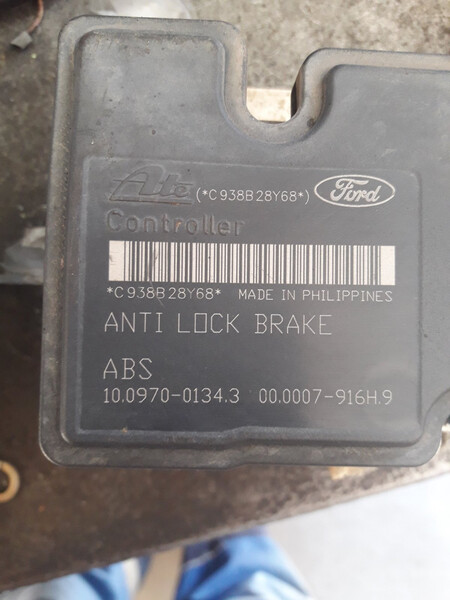 Ate (*C938B28Y68*) Ford
Controller
*C938B28Y68* MADE IN PHILIPPINES
ANTI LOCK BRAKE
ABS
10.0970-0134.3 00.0007-916H.9